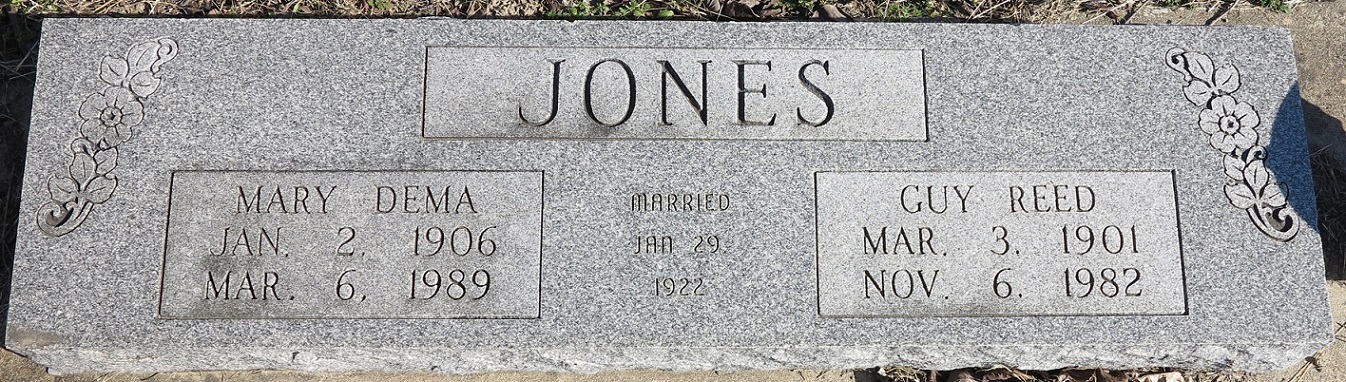 JONES
MARY DEMA
JAN. 2, 1906
MAR. 6, 1989
MARRIED
JAN 29.
1922
GUY REED
MAR. 3, 1901
NOV. 6, 1982